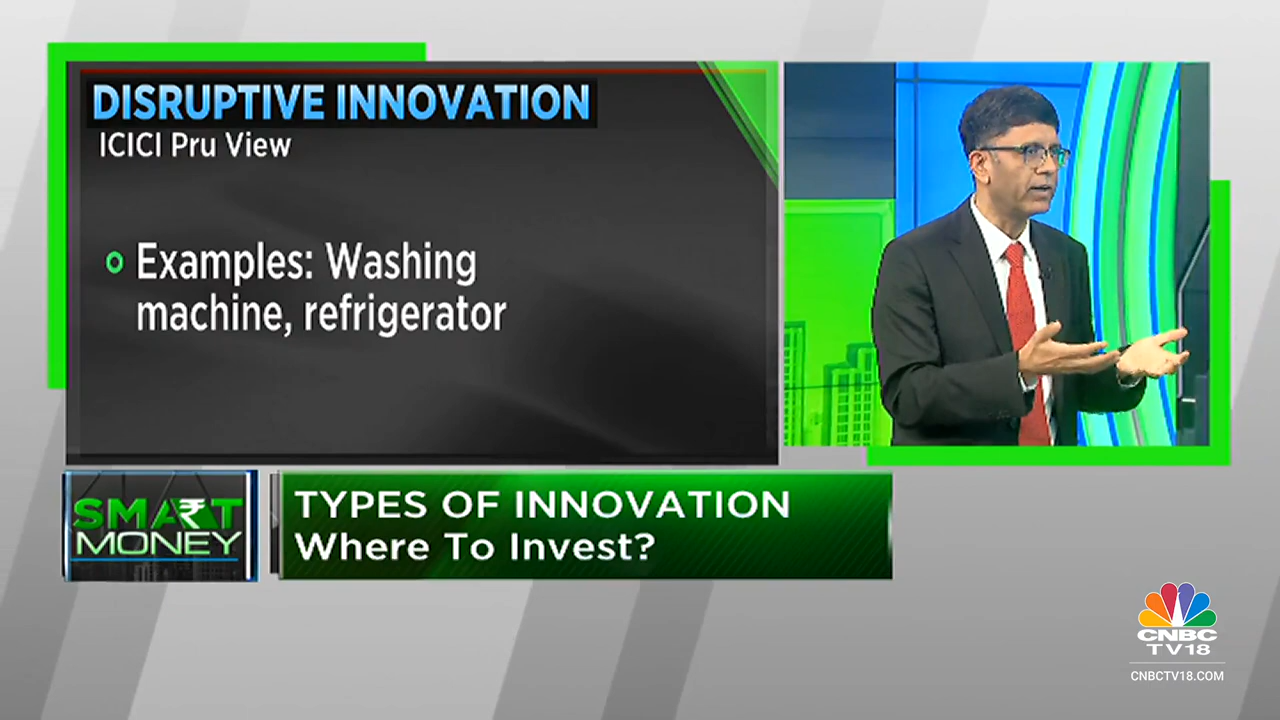 DISRUPTIVE INNOVATION
ICICI Pru View
Examples: Washing
machine, refrigerator
SMA₹T
MONEY
TYPES OF INNOVATION
Where To Invest?
CNBC
TV18
CNBCTV18.COM